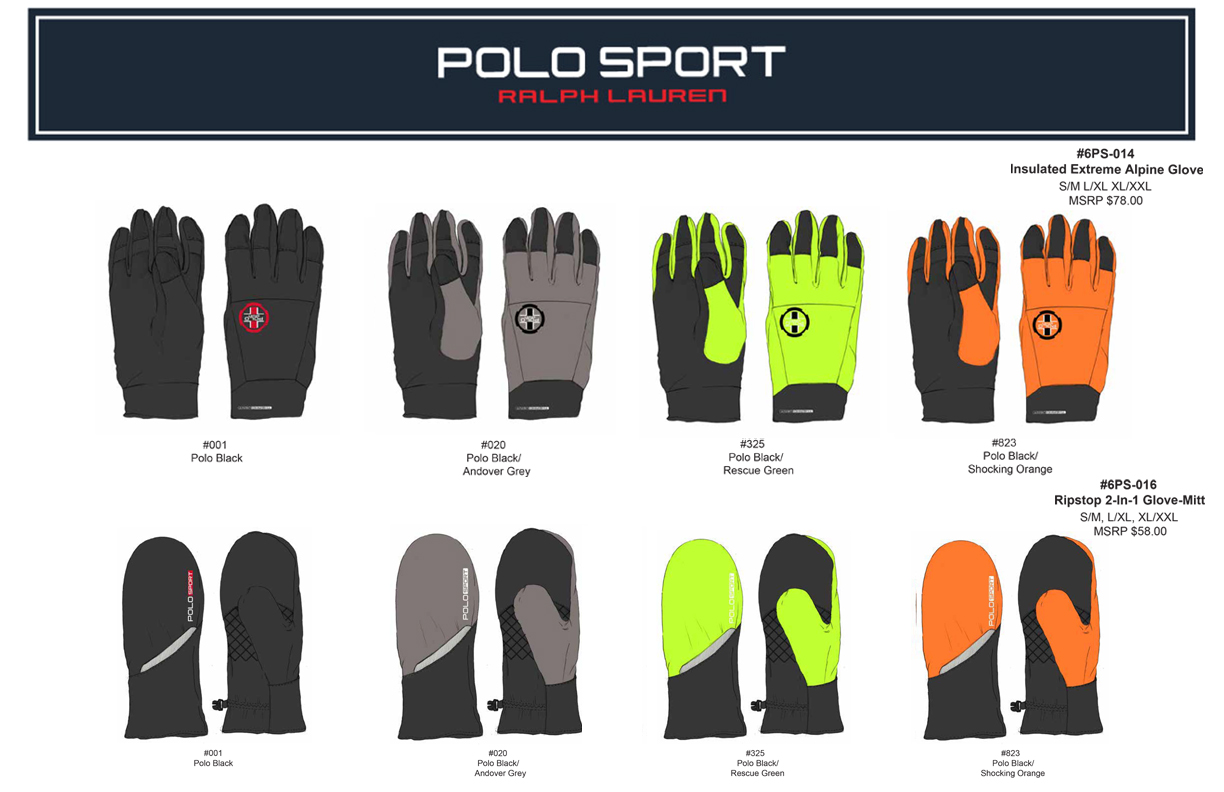 POLO SPORT
RALPH LAUREN
#6PS-014
Insulated Extreme Alpine Glove
S/M L/XL XL/XXL
MSRP $78.00
#001
Polo Black
#020
Polo Black/
Andover Grey
#325
Polo Black/
Rescue Green
#823
Polo Black/
Shocking Orange
#6PS-016
Ripstop 2-In-1 Glove-Mitt
S/M, L/XL, XL/XXL
MSRP $58.00
POLO SPORT
POLO SPORT
POLO SPORT
POLO SPORT
#001
Polo Black
#020
Polo Black/
Andover Grey
#325
Polo Black/
Rescue Green
#823
Polo Black/
Shocking Orange